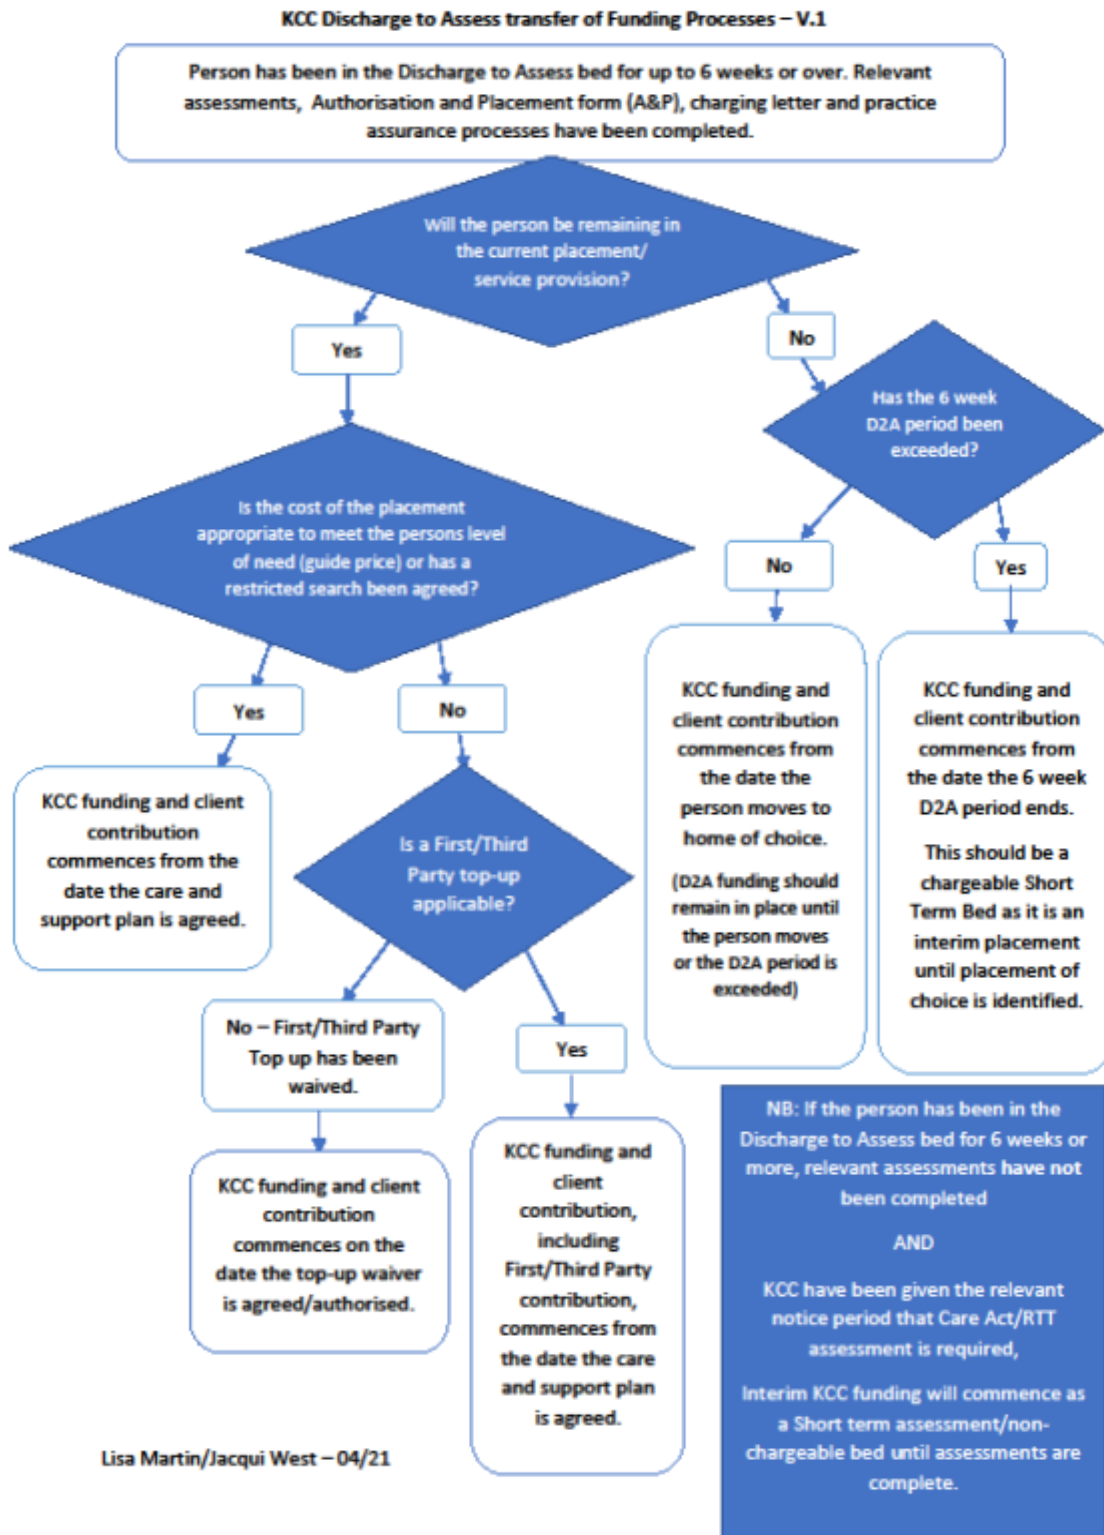 KCC Discharge to Assess transfer of Funding Processes – V.1
Person has been in the Discharge to Assess bed for up to 6 weeks or over. Relevant
assessments,  Authorisation and Placement form (A&P), charging letter and practice
assurance processes have been completed.
Will the person be remaining in
the current placement/
service provision?
Yes
No
Has the 6 week
D2A period been
exceeded?
Is the cost of the placement
appropriate to meet the persons level
of need (guide price) or has a
restricted search been agreed?
No
Yes
Yes
No
KCC funding and
client contribution
commences from
the date the
person moves to
home of choice.
(D2A funding should
remain in place until
the person moves
or the D2A period is
exceeded)
KCC funding and
client contribution
commences from
the date the 6 week
D2A period ends.
This should be a
chargeable Short
Term Bed as it is an
interim placement
until placement of
choice is identified.
KCC funding and client
contribution
commences from the
date the care and
support plan is agreed.
Is a First/Third
Party top-up
applicable?
No – First/Third Party
Top up has been
waived.
Yes
KCC funding and client
contribution
commences on the
date the top-up waiver
is agreed/authorised.
KCC funding and
client
contribution,
including
First/Third Party
contribution,
commences from
the date the care
and support plan
is agreed.
NB: If the person has been in the
Discharge to Assess bed for 6 weeks or
more, relevant assessments have not
been completed
AND
KCC have been given the relevant
notice period that Care Act/RTT
assessment is required,
Interim KCC funding will commence as
a Short term assessment/non-
chargeable bed until assessments are
complete.
Lisa Martin/Jacqui West – 04/21